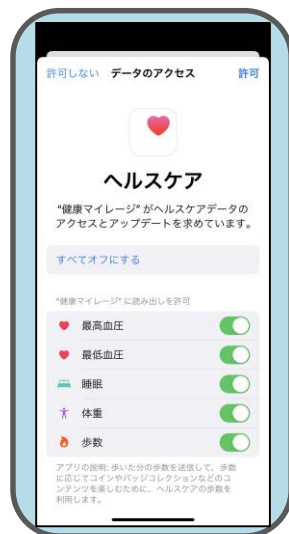 許可しない データのアクセス 許可
ヘルスケア
"健康マイレージ"がヘルスケアデータの
アクセスとアップデートを求めています。
すべてオフにする
"健康マイレージ"に読み出しを許可
最高血圧
最低血圧
睡眠
体重
歩数
アプリの説明: 歩いた分の歩数を送信して、歩数
に応じてコインやバッジコレクションなどのコ
ンテンツを楽しむために、ヘルスケアの歩数を
利用します。